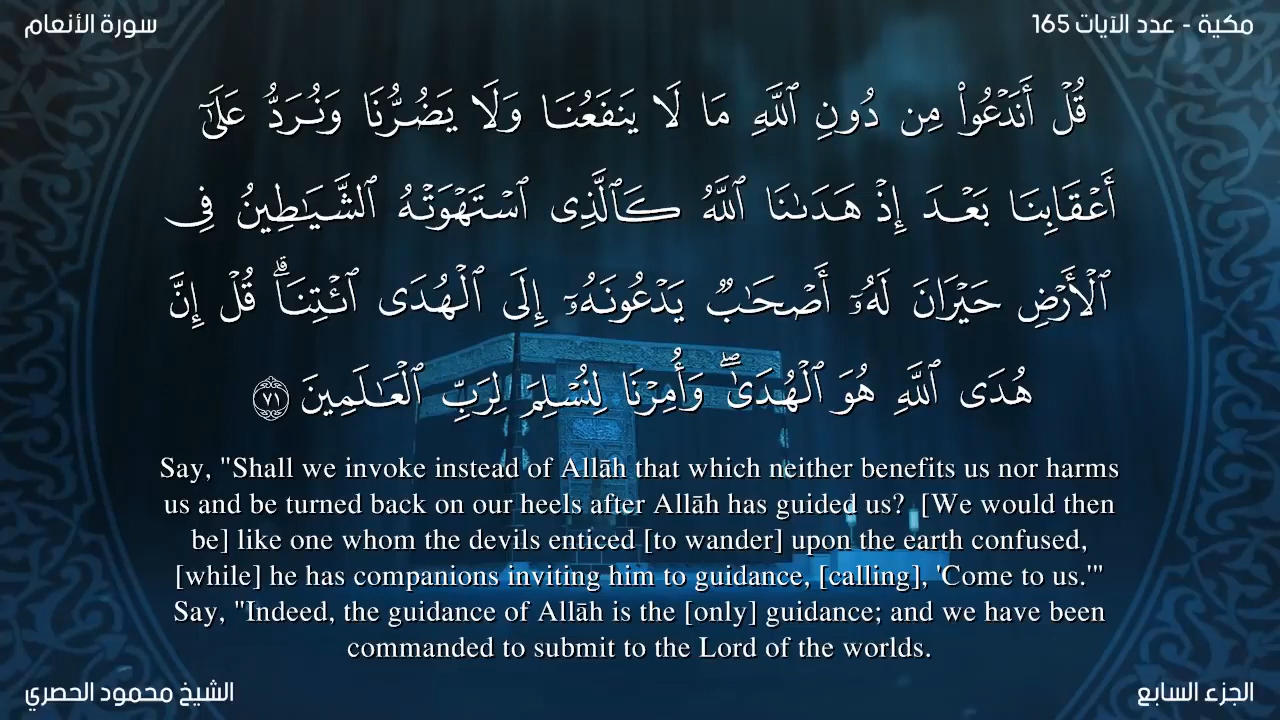 مكية - عدد الآيات 165
سورة الأنعام
قُلْ أَنَدْعُوا۟ مِن دُونِ ٱللَّهِ مَا لَا يَنفَعُنَا وَلَا يَضُرُّنَا وَنُرَدُّ عَلَىٰٓ
أَعْقَابِنَا بَعْدَ إِذْ هَدَىٰنَا ٱللَّهُ كَٱلَّذِى ٱسْتَهْوَتْهُ ٱلشَّيَـٰطِينُ فِى
ٱلْأَرْضِ حَيْرَانَ لَهُۥٓ أَصْحَـٰبٌ يَدْعُونَهُۥٓ إِلَى ٱلْهُدَى ٱئْتِنَا ۗ قُلْ إِنَّ
هُدَى ٱللَّهِ هُوَ ٱلْهُدَىٰ ۖ وَأُمِرْنَا لِنُسْلِمَ لِرَبِّ ٱلْعَـٰلَمِينَ ٧١
Say, "Shall we invoke instead of Allāh that which neither benefits us nor harms
us and be turned back on our heels after Allāh has guided us? [We would then
be] like one whom the devils enticed [to wander] upon the earth confused,
[while] he has companions inviting him to guidance, [calling], 'Come to us.'"
Say, "Indeed, the guidance of Allāh is the [only] guidance; and we have been
commanded to submit to the Lord of the worlds.
الجزء السابع
الشيخ محمود الحصري